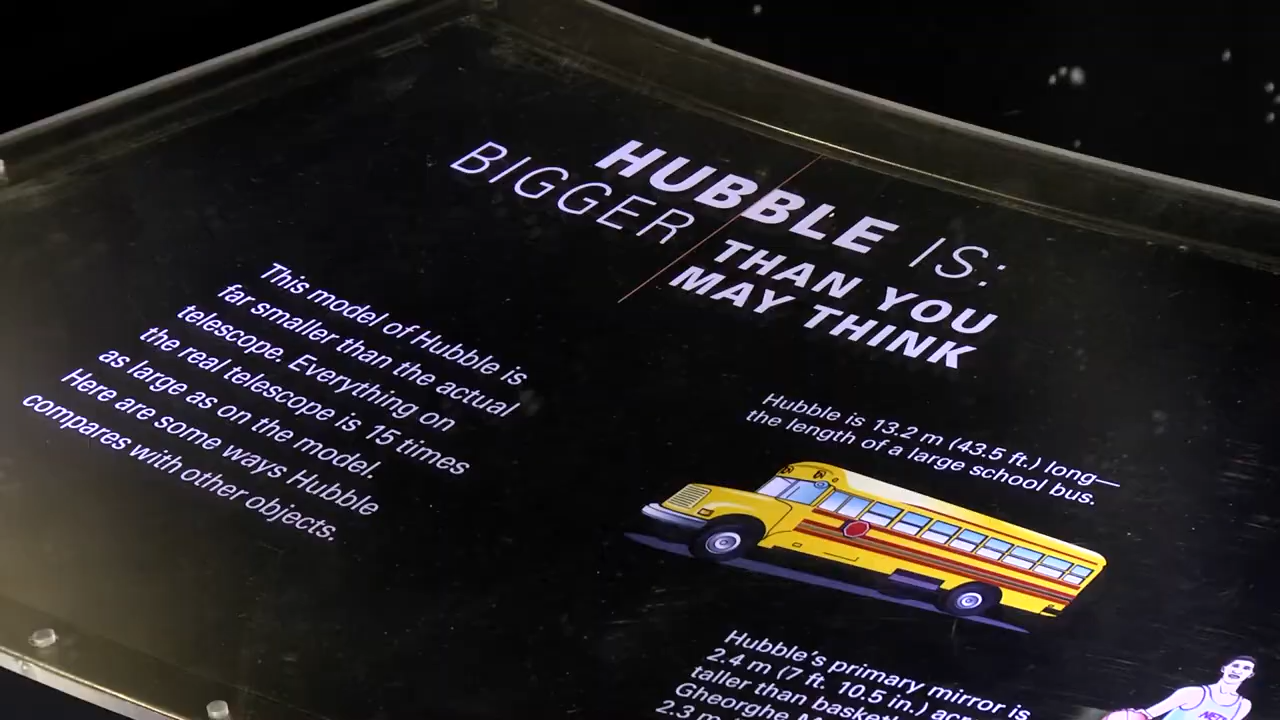 HUBBLE IS:
BIGGER THAN YOU
MAY THINK
This model of Hubble is
far smaller than the actual
telescope. Everything on
the real telescope is 15 times
as large as on the model.
Here are some ways Hubble
compares with other objects.
Hubble is 13.2 m (43.5 ft.) long—
the length of a large school bus.
Hubble's primary mirror is
2.4 m (7 ft. 10.5 in.)
taller than
Gheorghe
2.3 m